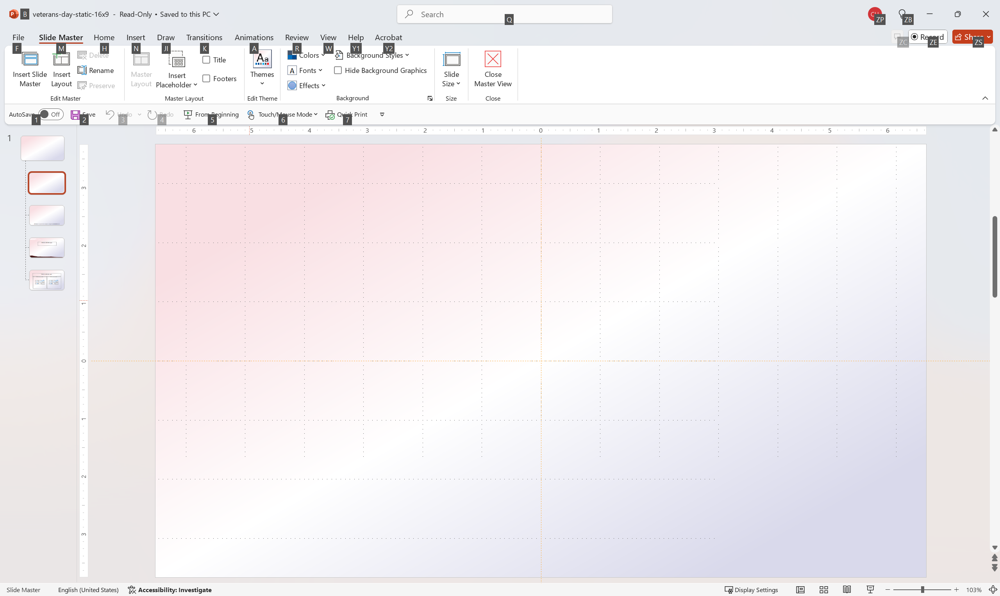 B veterans-day-static-16x9 - Read-Only • Saved to this PC
Search
Q
ZP
ZB
File
Slide Master
Home
Insert
Draw
Transitions
Animations
Review
View
Help
Acrobat
Record
Share
F
M
H
N
JI
K
A
R
W
Y1
Y2
ZC
ZE
ZS
Insert Slide
Master
Insert
Layout
Delete
Rename
Preserve
Edit Master
Master
Layout
Insert
Placeholder
Title
Footers
Master Layout
Themes
Edit Theme
Colors
Fonts
Effects
Background Styles
Hide Background Graphics
Background
Slide
Size
Size
Close
Master View
Close
AutoSave
Off
Save
Undo
Redo
From Beginning
Touch/Mouse Mode
Quick Print
1
2
3
4
5
6
7
6 5 4 3 2 1 0 1 2 3 4 5 6
1
3
2
1
0
1
2
3
Slide Master
English (United States)
Accessibility: Investigate
Display Settings
103%